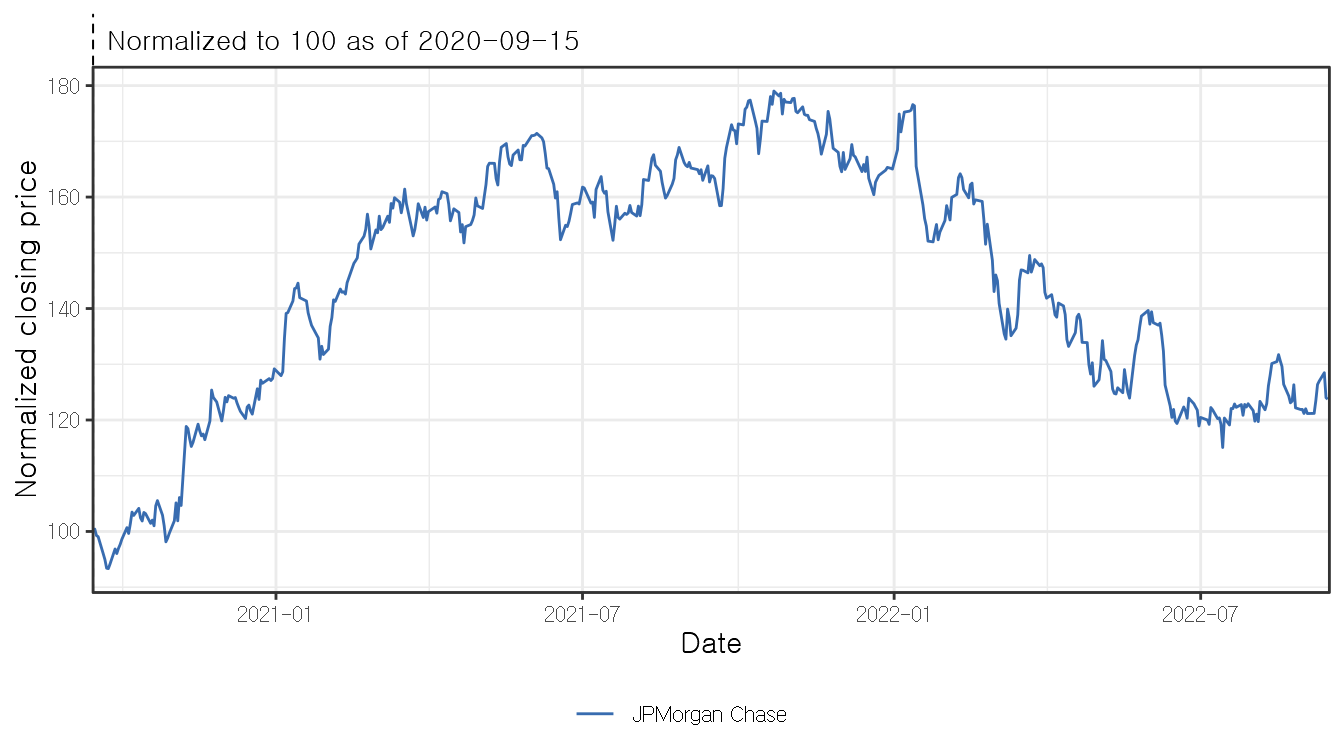 Normalized to 100 as of 2020-09-15
180
160
140
120
100
Normalized closing price
2021-01
2021-07
2022-01
2022-07
Date
JPMorgan Chase